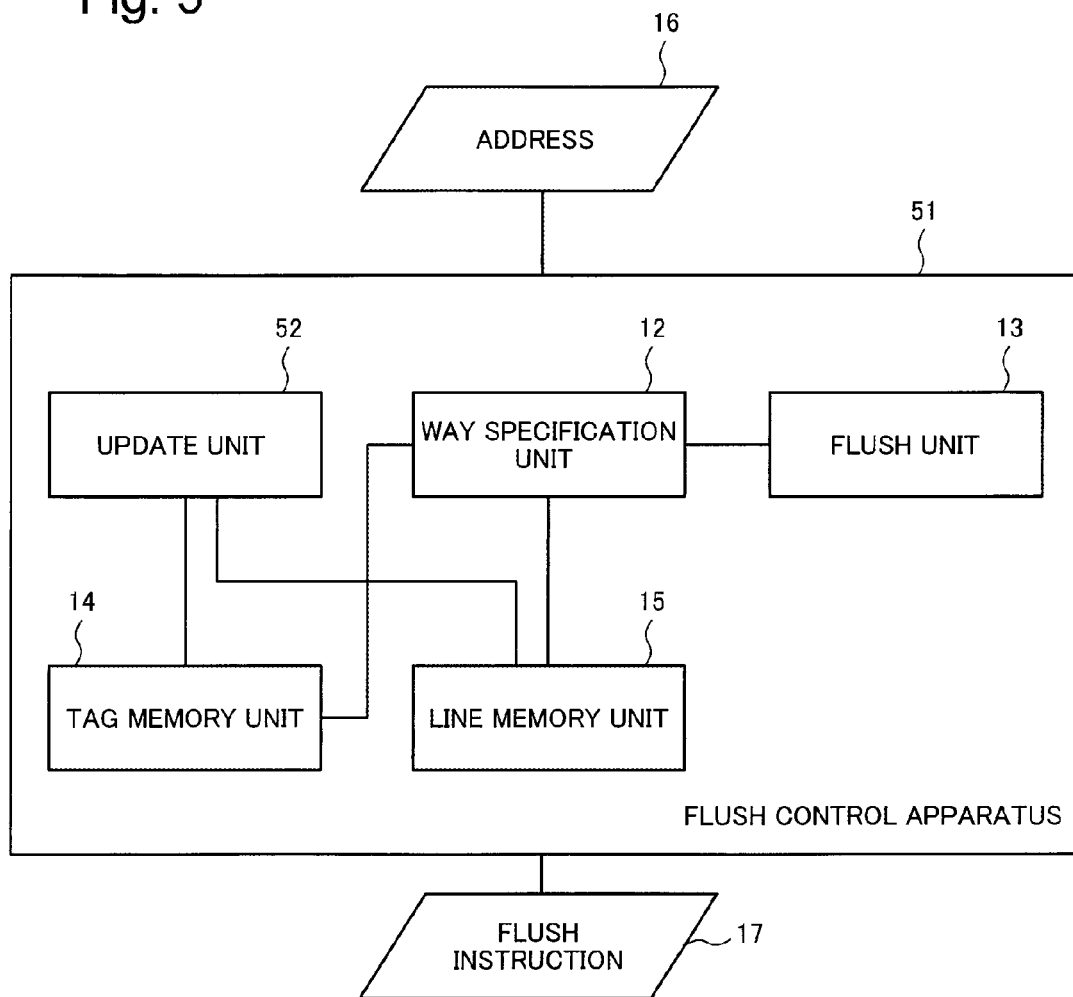 Fig. 5
16
ADDRESS
51
52
12
13
UPDATE UNIT
WAY SPECIFICATION
UNIT
FLUSH UNIT
14
15
TAG MEMORY UNIT
LINE MEMORY UNIT
FLUSH CONTROL APPARATUS
FLUSH
INSTRUCTION
17